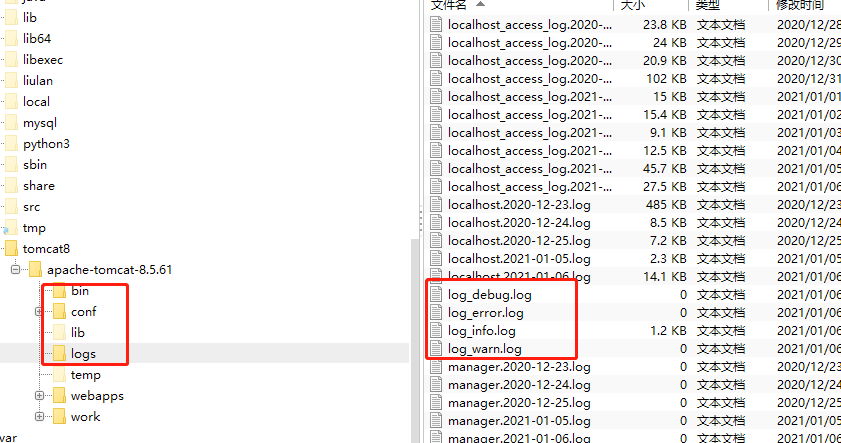 lib
lib64
libexec
liulan
local
mysql
python3
sbin
share
src
tmp
tomcat8
apache-tomcat-8.5.61
bin
conf
lib
logs
temp
webapps
work
var
文件名 大小 类型 修改时间
localhost_access_log.2020-... 23.8 KB 文本文档 2020/12/28
localhost_access_log.2020-... 24 KB 文本文档 2020/12/29
localhost_access_log.2020-... 20.9 KB 文本文档 2020/12/30
localhost_access_log.2020-... 102 KB 文本文档 2020/12/31
localhost_access_log.2021-... 15 KB 文本文档 2021/01/01
localhost_access_log.2021-... 15.4 KB 文本文档 2021/01/02
localhost_access_log.2021-... 9.1 KB 文本文档 2021/01/03
localhost_access_log.2021-... 12.5 KB 文本文档 2021/01/04
localhost_access_log.2021-... 45.7 KB 文本文档 2021/01/05
localhost_access_log.2021-... 27.5 KB 文本文档 2021/01/06
localhost.2020-12-23.log 485 KB 文本文档 2020/12/23
localhost.2020-12-24.log 8.5 KB 文本文档 2020/12/24
localhost.2020-12-25.log 7.2 KB 文本文档 2020/12/25
localhost.2021-01-05.log 2.3 KB 文本文档 2021/01/05
localhost.2021-01-06.log 14.1 KB 文本文档 2021/01/06
log_debug.log 0 文本文档 2021/01/06
log_error.log 0 文本文档 2021/01/06
log_info.log 1.2 KB 文本文档 2021/01/06
log_warn.log 0 文本文档 2021/01/06
manager.2020-12-23.log 0 文本文档 2020/12/23
manager.2020-12-24.log 0 文本文档 2020/12/24
manager.2020-12-25.log 0 文本文档 2020/12/25
manager.2021-01-05.log 0 文本文档 2021/01/05
manager.2021-01-06.log 0 文本文档 2021/01/06